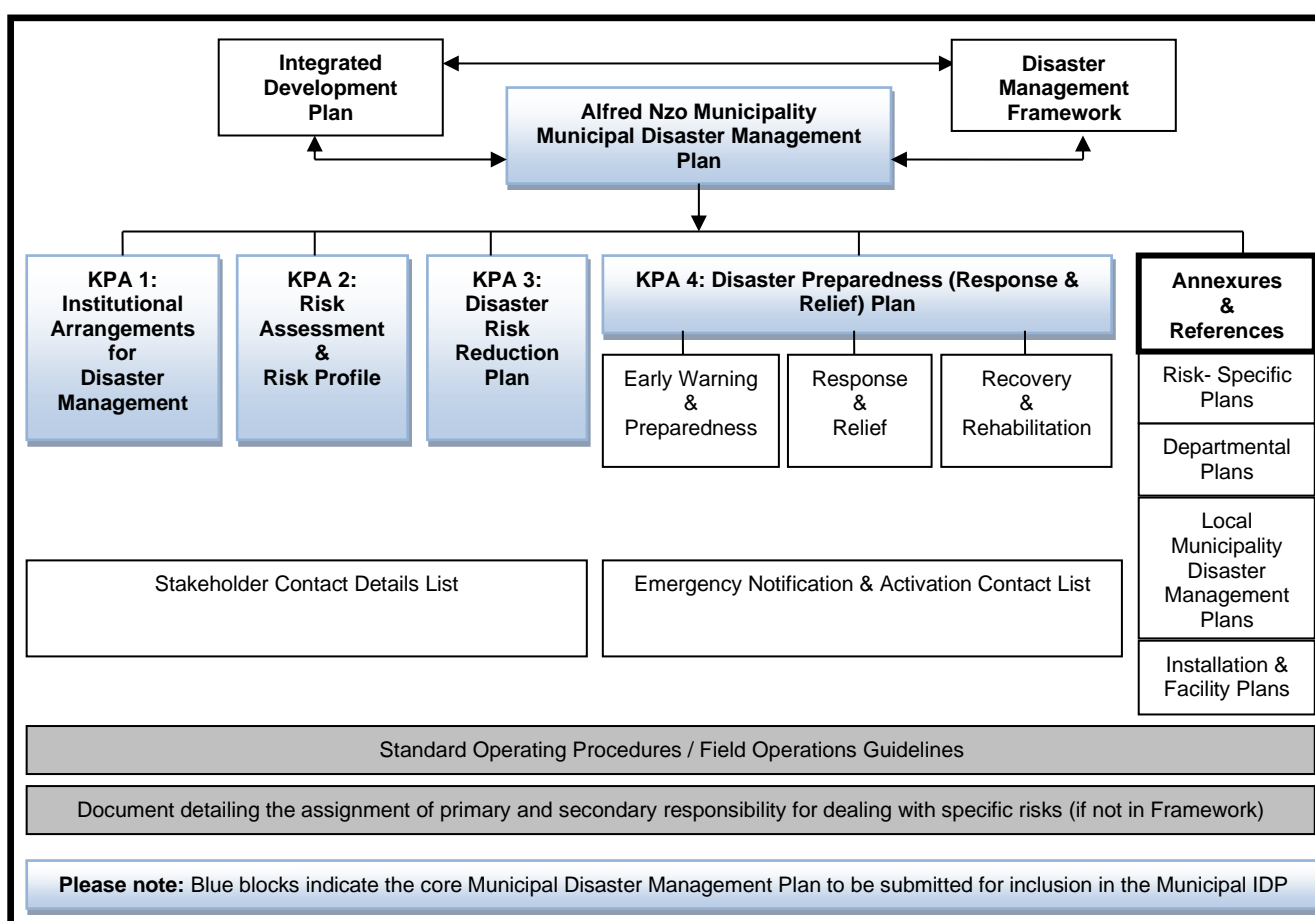 Integrated
Development
Plan
Disaster
Management
Framework
Alfred Nzo Municipality
Municipal Disaster Management
Plan
KPA 1:
Institutional
Arrangements
for
Disaster
Management
KPA 2:
Risk
Assessment
&
Risk Profile
KPA 3:
Disaster
Risk
Reduction
Plan
KPA 4: Disaster Preparedness (Response &
Relief) Plan
Early Warning
&
Preparedness
Response
&
Relief
Recovery
&
Rehabilitation
Annexures
&
References
Risk- Specific
Plans
Departmental
Plans
Local
Municipality
Disaster
Management
Plans
Installation &
Facility Plans
Stakeholder Contact Details List
Emergency Notification & Activation Contact List
Standard Operating Procedures / Field Operations Guidelines
Document detailing the assignment of primary and secondary responsibility for dealing with specific risks (if not in Framework)
Please note: Blue blocks indicate the core Municipal Disaster Management Plan to be submitted for inclusion in the Municipal IDP